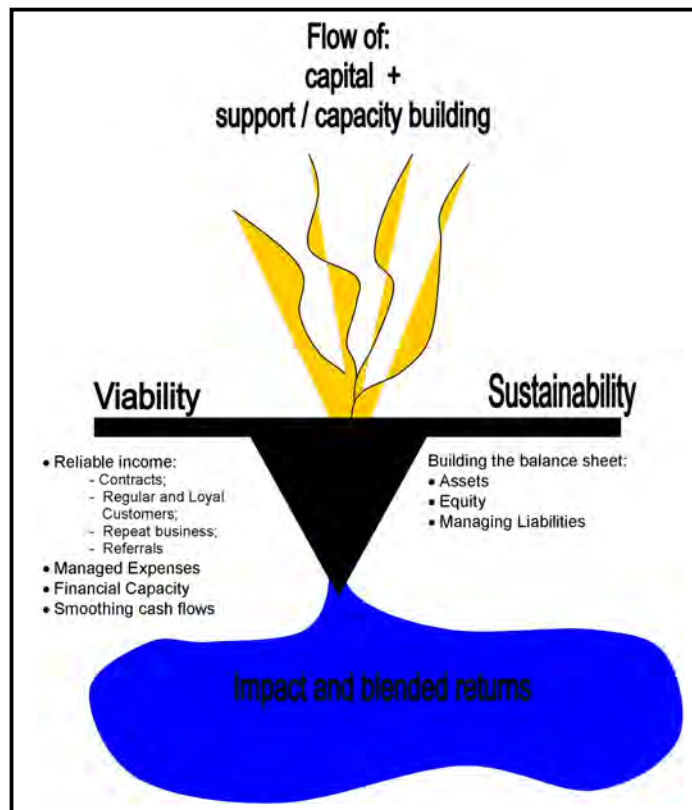 Flow of:
capital +
support / capacity building
Viability
Sustainability
• Reliable income:
- Contracts;
- Regular and Loyal
Customers;
- Repeat business;
- Referrals
• Managed Expenses
• Financial Capacity
• Smoothing cash flows
Building the balance sheet:
• Assets
• Equity
• Managing Liabilities
Impact and blended returns